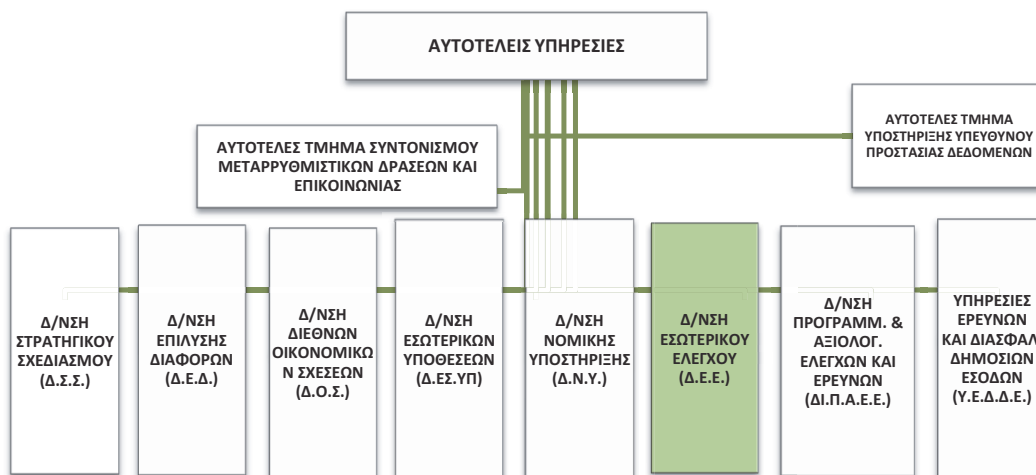 ΑΥΤΟΤΕΛΕΙΣ ΥΠΗΡΕΣΙΕΣ
ΑΥΤΟΤΕΛΕΣ ΤΜΗΜΑ ΣΥΝΤΟΝΙΣΜΟΥ
ΜΕΤΑΡΡΥΘΜΙΣΤΙΚΩΝ ΔΡΑΣΕΩΝ ΚΑΙ
ΕΠΙΚΟΙΝΩΝΙΑΣ
ΑΥΤΟΤΕΛΕΣ ΤΜΗΜΑ
ΥΠΟΣΤΗΡΙΞΗΣ ΥΠΕΥΘΥΝΟΥ
ΠΡΟΣΤΑΣΙΑΣ ΔΕΔΟΜΕΝΩΝ
Δ/ΝΣΗ
ΣΤΡΑΤΗΓΙΚΟΥ
ΣΧΕΔΙΑΣΜΟΥ
(Δ.Σ.Σ.)
Δ/ΝΣΗ
ΕΠΙΛΥΣΗΣ
ΔΙΑΦΟΡΩΝ
(Δ.Ε.Δ.)
Δ/ΝΣΗ
ΔΙΕΘΝΩΝ
ΟΙΚΟΝΟΜΙΚΩ
Ν ΣΧΕΣΕΩΝ
(Δ.Ο.Σ.)
Δ/ΝΣΗ
ΕΣΩΤΕΡΙΚΩΝ
ΥΠΟΘΕΣΕΩΝ
(Δ.ΕΣ.ΥΠ)
Δ/ΝΣΗ
ΝΟΜΙΚΗΣ
ΥΠΟΣΤΗΡΙΞΗΣ
(Δ.Ν.Υ.)
Δ/ΝΣΗ
ΕΣΩΤΕΡΙΚΟΥ
ΕΛΕΓΧΟΥ
(Δ.Ε.Ε.)
Δ/ΝΣΗ
ΠΡΟΓΡΑΜΜ. &
ΑΞΙΟΛΟΓ.
ΕΛΕΓΧΩΝ ΚΑΙ
ΕΡΕΥΝΩΝ
(ΔΙ.Π.Α.Ε.Ε.)
ΥΠΗΡΕΣΙΕΣ
ΕΡΕΥΝΩΝ
ΚΑΙ ΔΙΑΣΦΑΛ
ΔΗΜΟΣΙΩΝ
ΕΣΟΔΩΝ
(Υ.Ε.Δ.Δ.Ε.)